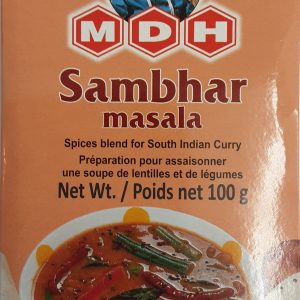 MDH
Sambhar
masala
Spices blend for South Indian Curry
Préparation pour assaisonner
une soupe de lentilles et de légumes
Net Wt. / Poids net 100 g